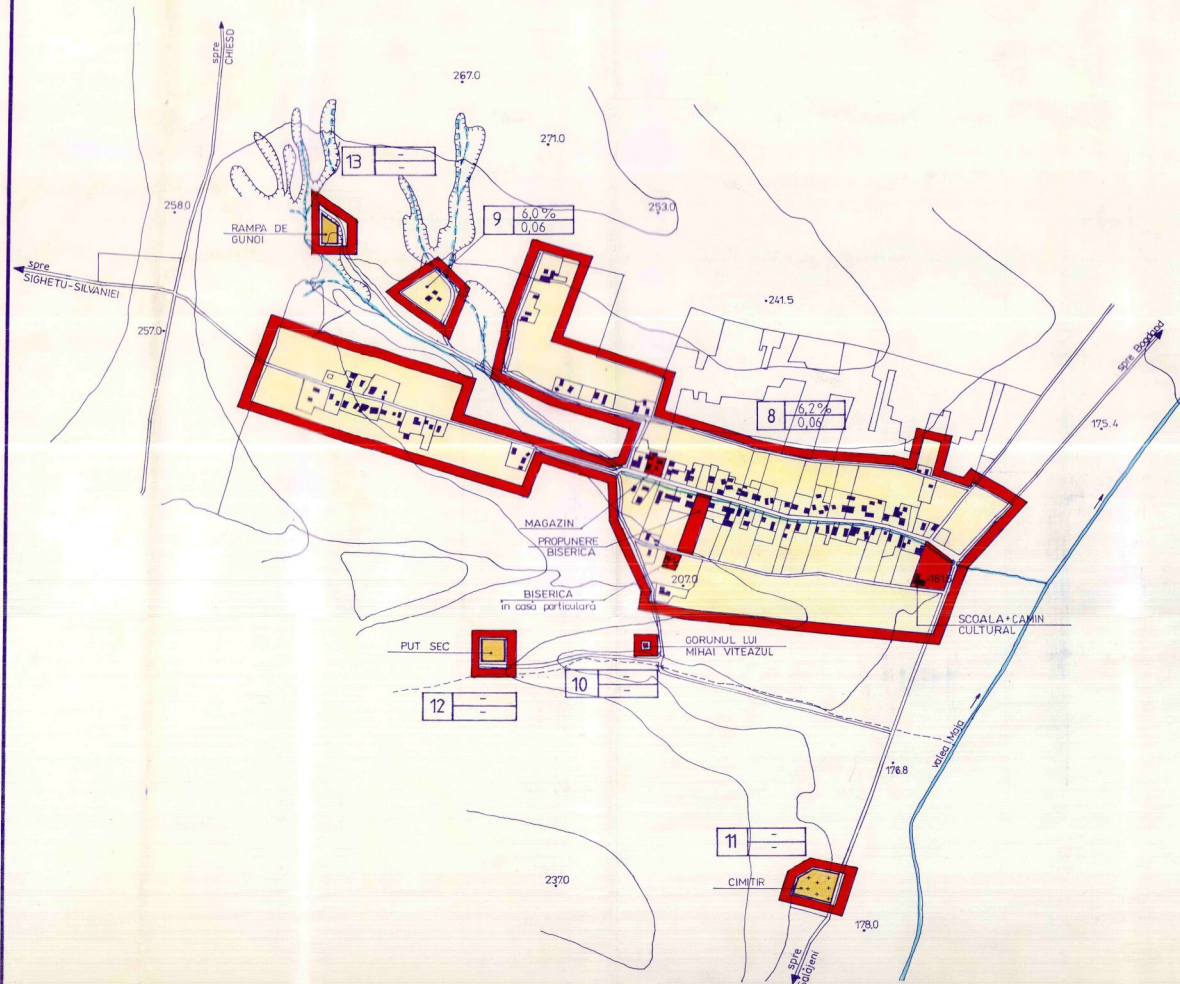 spre
CHIESD
267.0
271.0
13 - -
258.0
RAMPA DE
GUNOI
9 6,0%
0,06
253.0
spre
SIGHETU-SILVANIEI
241.5
257.0
spre Bogdand
8 6,2%
0,06
175.4
MAGAZIN
PROPUNERE
BISERICA
207.0
BISERICA
în casă particulară
SCOALA+CAMIN
CULTURAL
PUT SEC
GORUNUL LUI
MIHAI VITEAZUL
10 - -
12 - -
valea Maja
176.8
11 - -
237.0
CIMITIR
178.0
spre